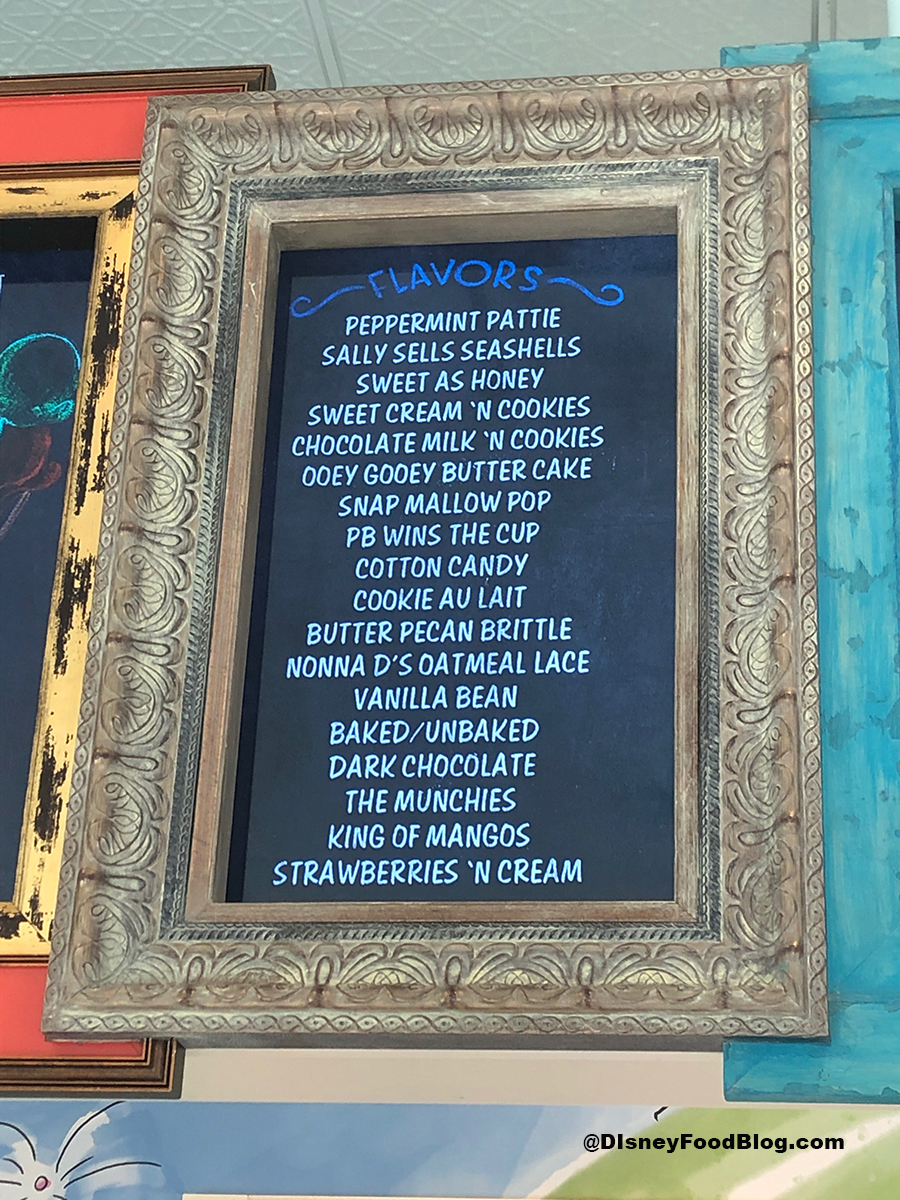 FLAVORS
PEPPERMINT PATTIE
SALLY SELLS SEASHELLS
SWEET AS HONEY
SWEET CREAM 'N COOKIES
CHOCOLATE MILK 'N COOKIES
OOEY GOOEY BUTTER CAKE
SNAP MALLOW POP
PB WINS THE CUP
COTTON CANDY
COOKIE AU LAIT
BUTTER PECAN BRITTLE
NONNA D'S OATMEAL LACE
VANILLA BEAN
BAKED/UNBAKED
DARK CHOCOLATE
THE MUNCHIES
KING OF MANGOS
STRAWBERRIES 'N CREAM
@DIsneyFoodBlog.com